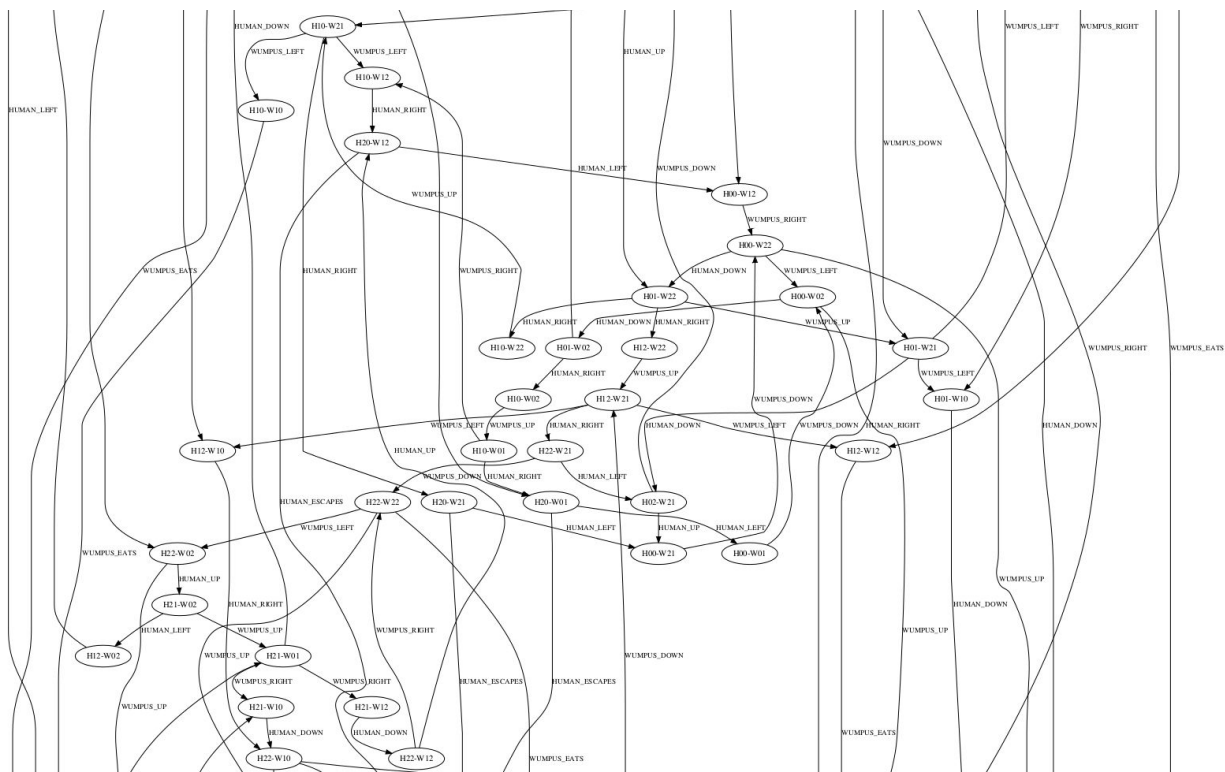 HUMAN_DOWN
H10-W21
WUMPUS_LEFT
WUMPUS_RIGHT
WUMPUS_LEFT
WUMPUS_LEFT
HUMAN_UP
H10-W12
HUMAN_LEFT
H10-W10
HUMAN_RIGHT
H20-W12
WUMPUS_DOWN
HUMAN_LEFT
WUMPUS_DOWN
WUMPUS_UP
H00-W12
WUMPUS_RIGHT
H00-W22
WUMPUS_EATS
HUMAN_RIGHT
WUMPUS_RIGHT
HUMAN_DOWN
WUMPUS_LEFT
H01-W22
H00-W02
HUMAN_RIGHT
HUMAN_DOWN
HUMAN_RIGHT
WUMPUS_UP
H10-W22
H01-W02
H12-W22
H01-W21
WUMPUS_RIGHT
WUMPUS_EATS
HUMAN_RIGHT
WUMPUS_UP
WUMPUS_LEFT
H10-W02
H12-W21
WUMPUS_DOWN
H01-W10
WUMPUS_LEFT
WUMPUS_UP
HUMAN_RIGHT
WUMPUS_LEFT
HUMAN_DOWN
WUMPUS_DOWN
HUMAN_RIGHT
HUMAN_DOWN
H12-W10
HUMAN_UP
H10-W01
H22-W21
H12-W12
WUMPUS_DOWN
HUMAN_RIGHT
HUMAN_LEFT
HUMAN_ESCAPES
H22-W22
H20-W21
H20-W01
H02-W21
WUMPUS_LEFT
HUMAN_LEFT
HUMAN_UP
HUMAN_LEFT
WUMPUS_EATS
H22-W02
H00-W21
H00-W01
HUMAN_UP
WUMPUS_UP
H21-W02
HUMAN_RIGHT
HUMAN_DOWN
HUMAN_LEFT
WUMPUS_UP
WUMPUS_RIGHT
WUMPUS_UP
H12-W02
WUMPUS_UP
H21-W01
WUMPUS_DOWN
WUMPUS_RIGHT
WUMPUS_RIGHT
HUMAN_ESCAPES
HUMAN_ESCAPES
WUMPUS_UP
H21-W10
H21-W12
HUMAN_DOWN
HUMAN_DOWN
WUMPUS_EATS
H22-W10
H22-W12
WUMPUS_EATS